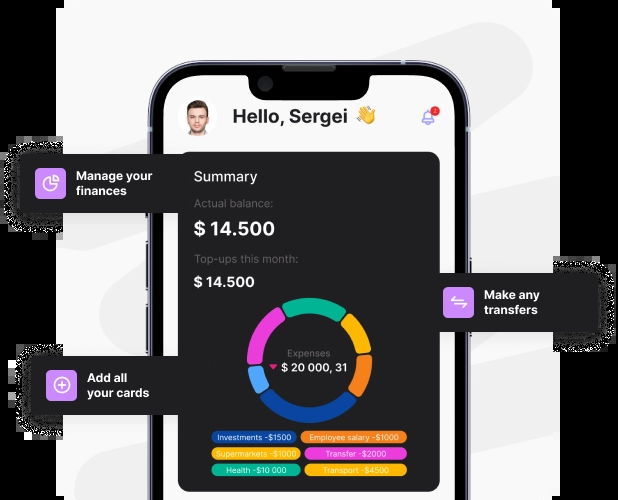 Hello, Sergei 👋
2
Manage your
finances
Summary
Actual balance:
$ 14.500
Top-ups this month:
$ 14.500
Make any
transfers
Expenses
$ 20 000, 31
Add all
your cards
Investments -$1500
Employee salary -$1000
Supermarkets -$1000
Transfer -$2000
Health -$10 000
Transport -$4500